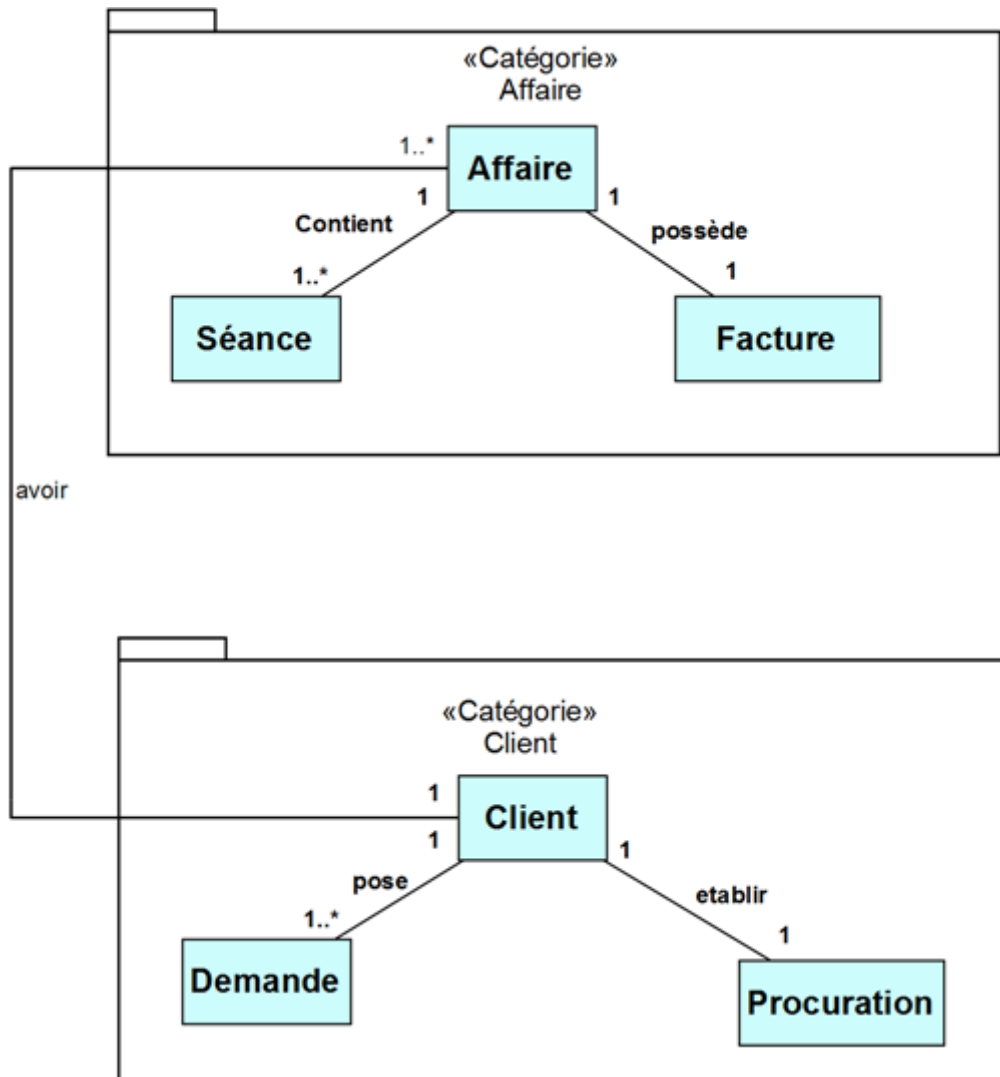 «Catégorie»
Affaire
1..*
Affaire
1
1
Contient
possède
1..*
1
Séance
Facture
avoir
«Catégorie»
Client
1
Client
1
1
pose
etablir
1..*
1
Demande
Procuration